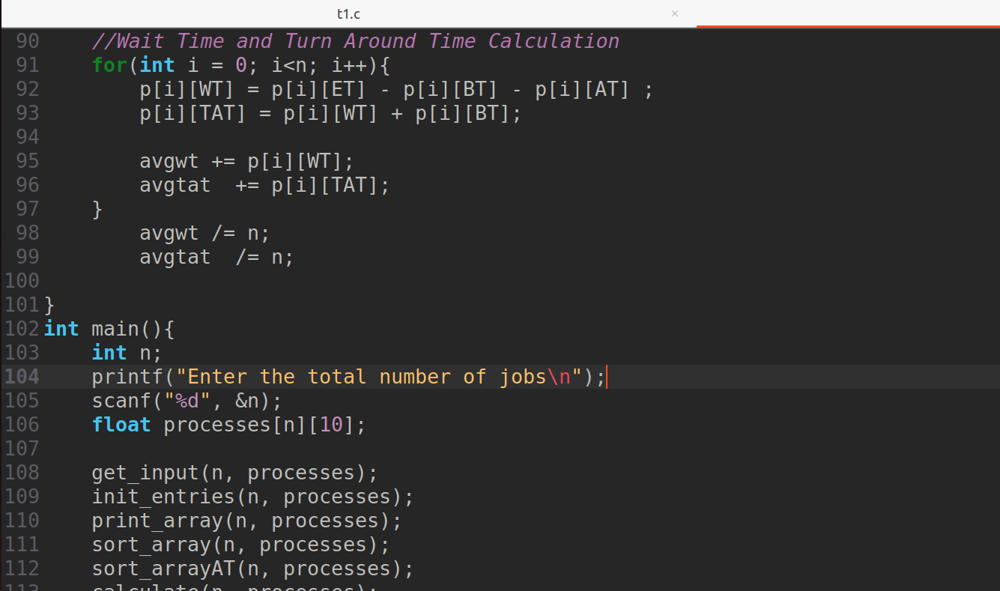 t1.c ×
90 //Wait Time and Turn Around Time Calculation
91 for(int i = 0; i<n; i++){
92 p[i][WT] = p[i][ET] - p[i][BT] - p[i][AT] ;
93 p[i][TAT] = p[i][WT] + p[i][BT];
94
95 avgwt += p[i][WT];
96 avgtat  += p[i][TAT];
97 }
98 avgwt /= n;
99 avgtat  /= n;
100
101 }
102 int main(){
103 int n;
104 printf("Enter the total number of jobs\n");
105 scanf("%d", &n);
106 float processes[n][10];
107
108 get_input(n, processes);
109 init_entries(n, processes);
110 print_array(n, processes);
111 sort_array(n, processes);
112 sort_arrayAT(n, processes);
113 calculate(n, processes);